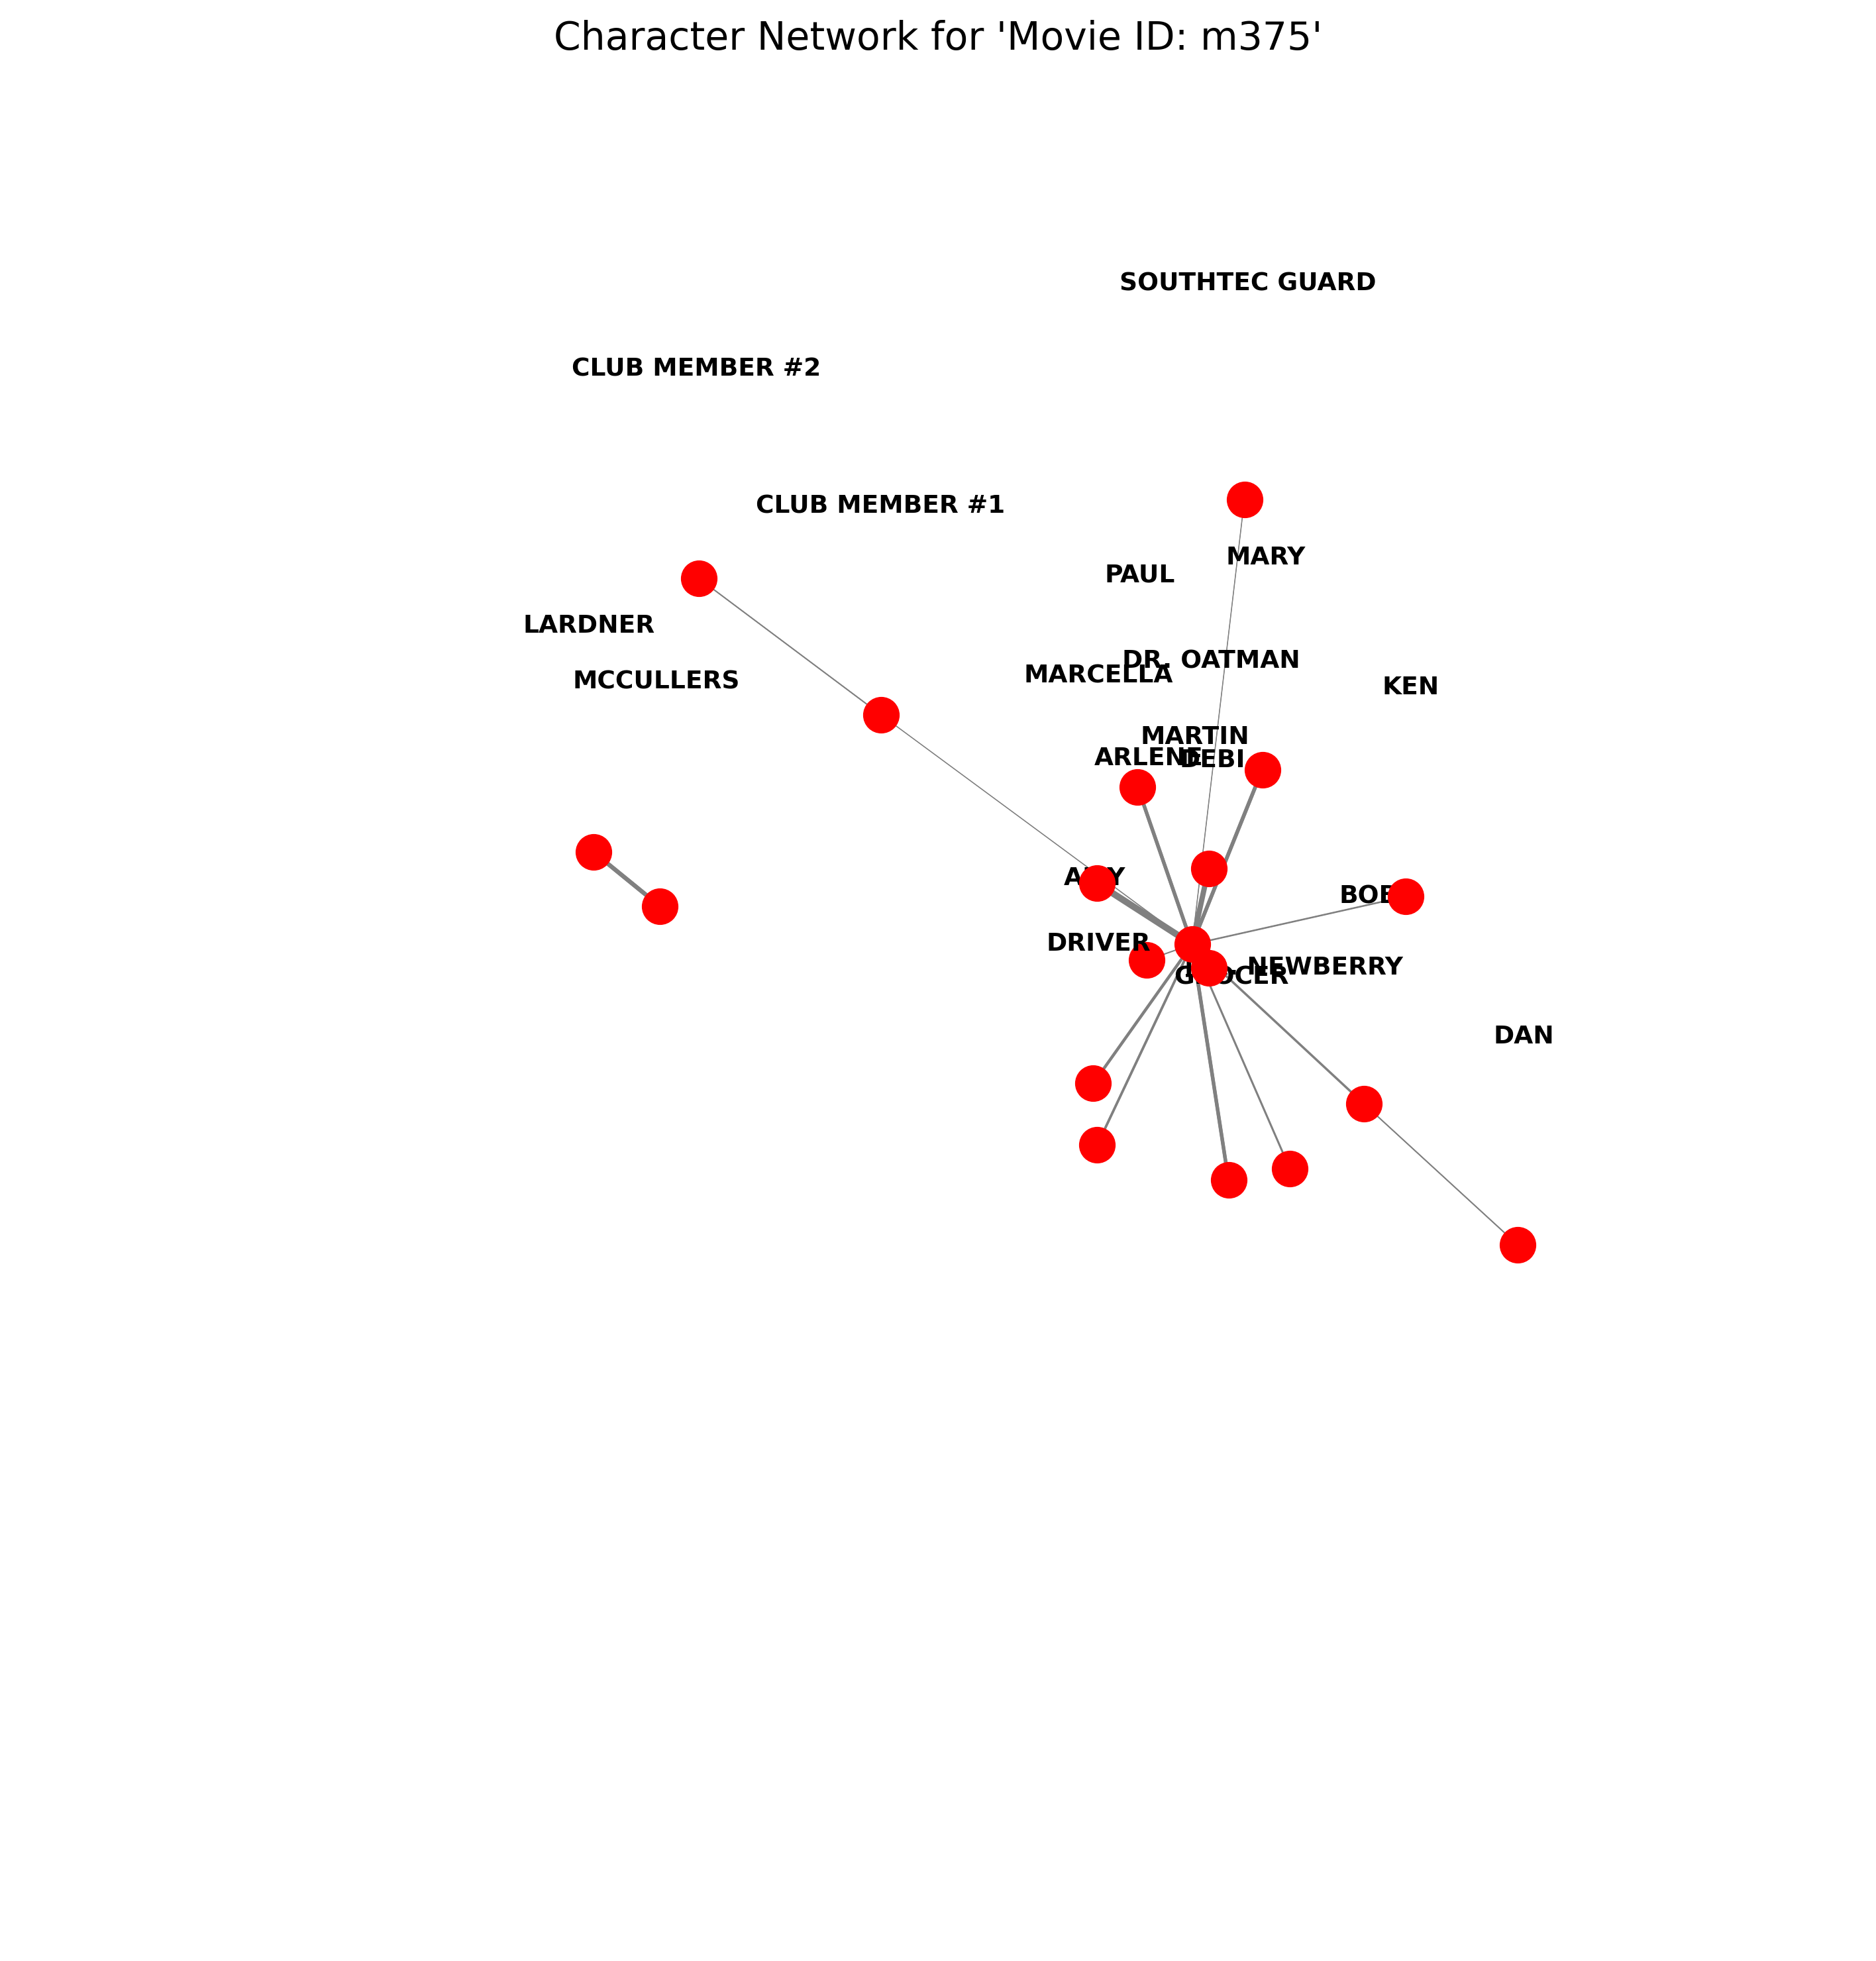 Character Network for 'Movie ID: m375'
SOUTHTEC GUARD
CLUB MEMBER #2
CLUB MEMBER #1
MARY
PAUL
LARDNER
DR. OATMAN
MARCELLA
MCCULLERS
KEN
MARTIN
ARLENE
DEBI
BOB
DRIVER
NEWBERRY
GROCER
DAN